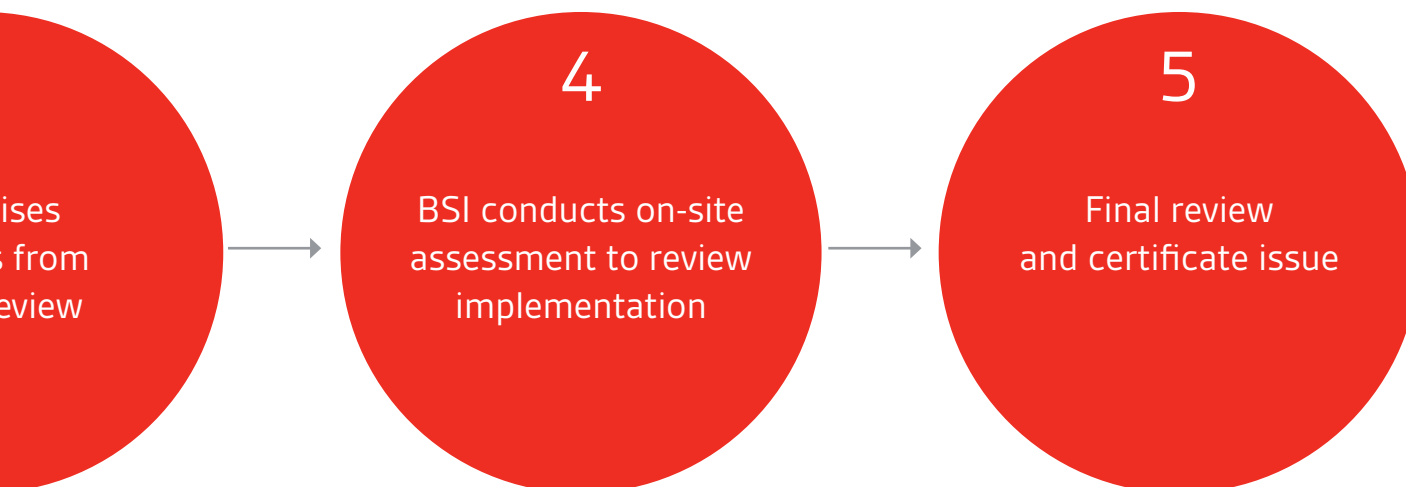 ises
s from
eview
4
BSI conducts on-site
assessment to review
implementation
5
Final review
and certificate issue